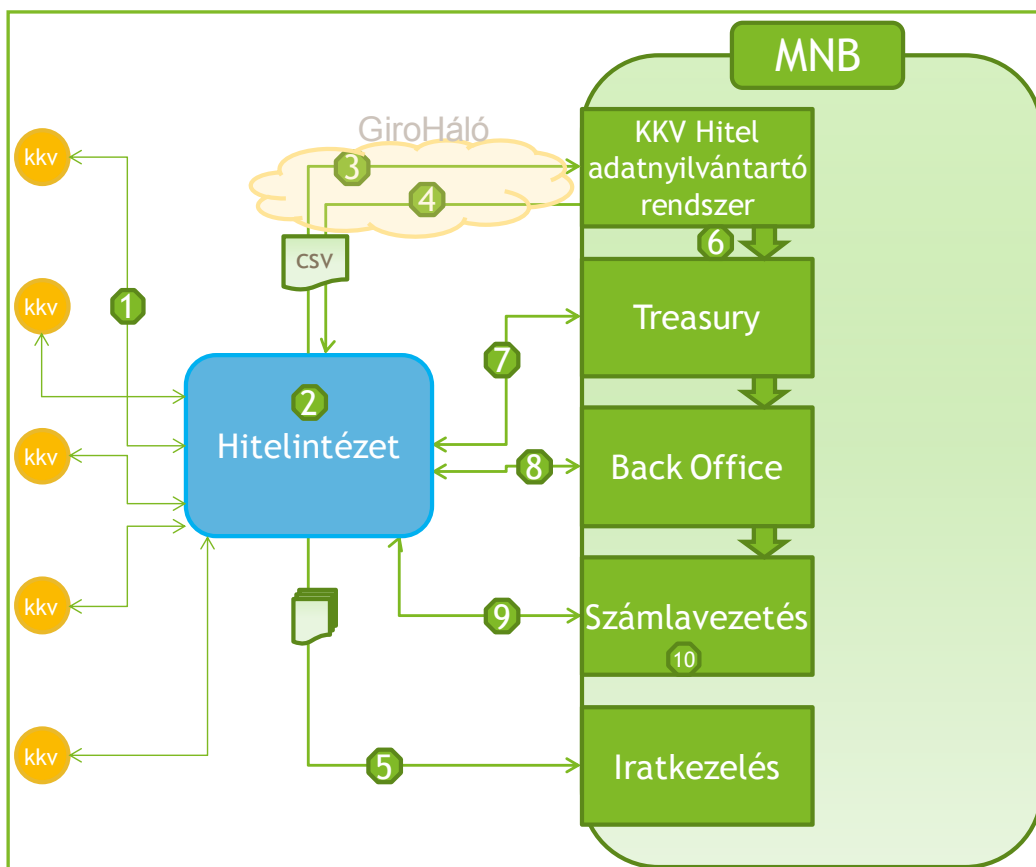 MNB
GiroHáló
kkv
3
KKV Hitel
adatnyilvántartó
rendszer
4
6
CSV
kkv
1
Treasury
7
2
Hitelintézet
kkv
8
Back Office
kkv
9
Számlavezetés
10
kkv
5
Iratkezelés